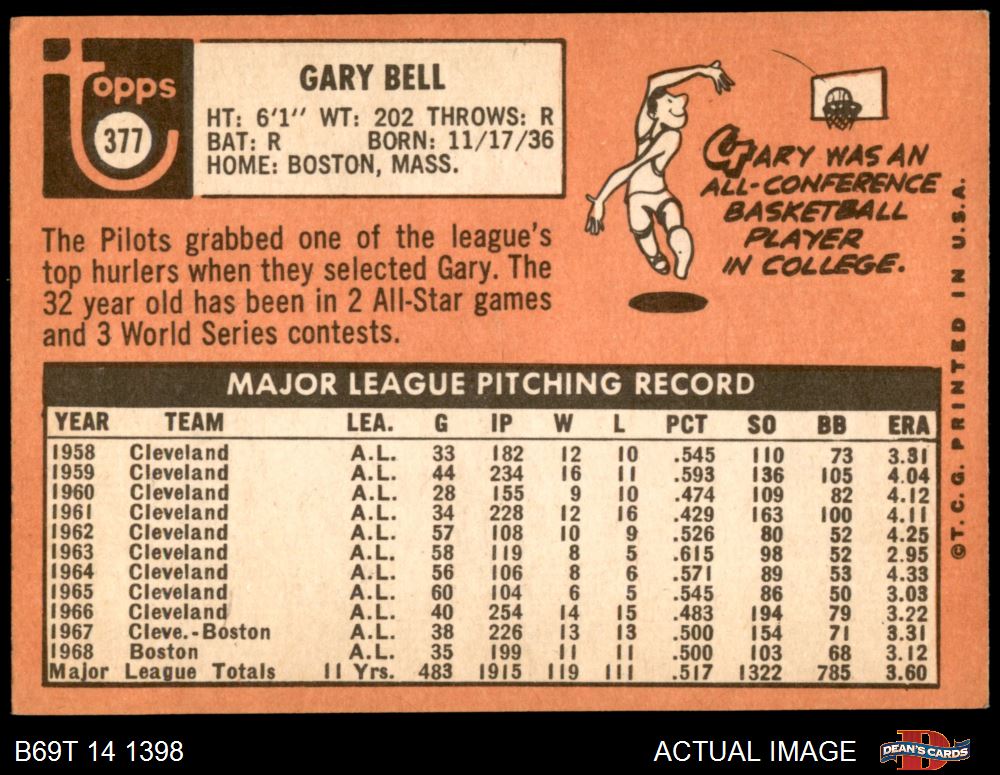 Topps
377
GARY BELL
HT: 6'1" WT: 202 THROWS: R
BAT: R BORN: 11/17/36
HOME: BOSTON, MASS.
The Pilots grabbed one of the league's
top hurlers when they selected Gary. The
32 year old has been in 2 All-Star games
and 3 World Series contests.
GARY WAS AN
ALL-CONFERENCE
BASKETBALL
PLAYER
IN COLLEGE.
MAJOR LEAGUE PITCHING RECORD
YEAR TEAM LEA. G IP W L PCT SO BB ERA
1958 Cleveland A.L. 33 182 12 10 .545 110 73 3.31
1959 Cleveland A.L. 44 234 16 11 .593 136 105 4.04
1960 Cleveland A.L. 28 155 9 10 .474 109 82 4.12
1961 Cleveland A.L. 34 228 12 16 .429 163 100 4.11
1962 Cleveland A.L. 57 108 10 9 .526 80 52 4.25
1963 Cleveland A.L. 58 119 8 5 .615 98 52 2.95
1964 Cleveland A.L. 56 106 8 6 .571 89 53 4.33
1965 Cleveland A.L. 60 104 6 5 .545 86 50 3.03
1966 Cleveland A.L. 40 254 14 15 .483 194 79 3.22
1967 Cleve.-Boston A.L. 38 226 13 13 .500 154 71 3.31
1968 Boston A.L. 35 199 11 11 .500 103 68 3.12
Major League Totals 11 Yrs. 483 1915 119 111 .517 1322 785 3.60
©T.C.G. PRINTED IN U.S.A.
B69T 14 1398
ACTUAL IMAGE
D
DEAN'S CARDS